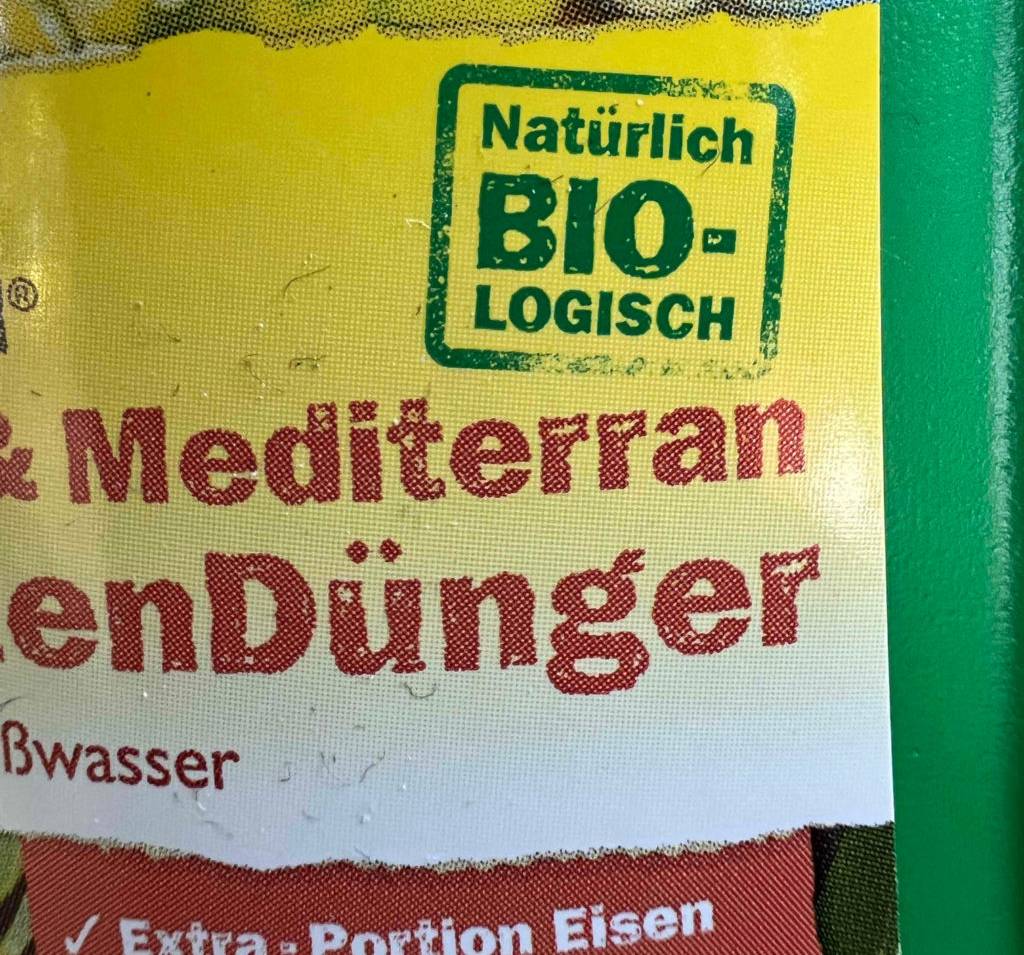 Natürlich
BIO-
LOGISCH
®
& Mediterran
enDünger
ßwasser
✓ Extra-Portion Eisen